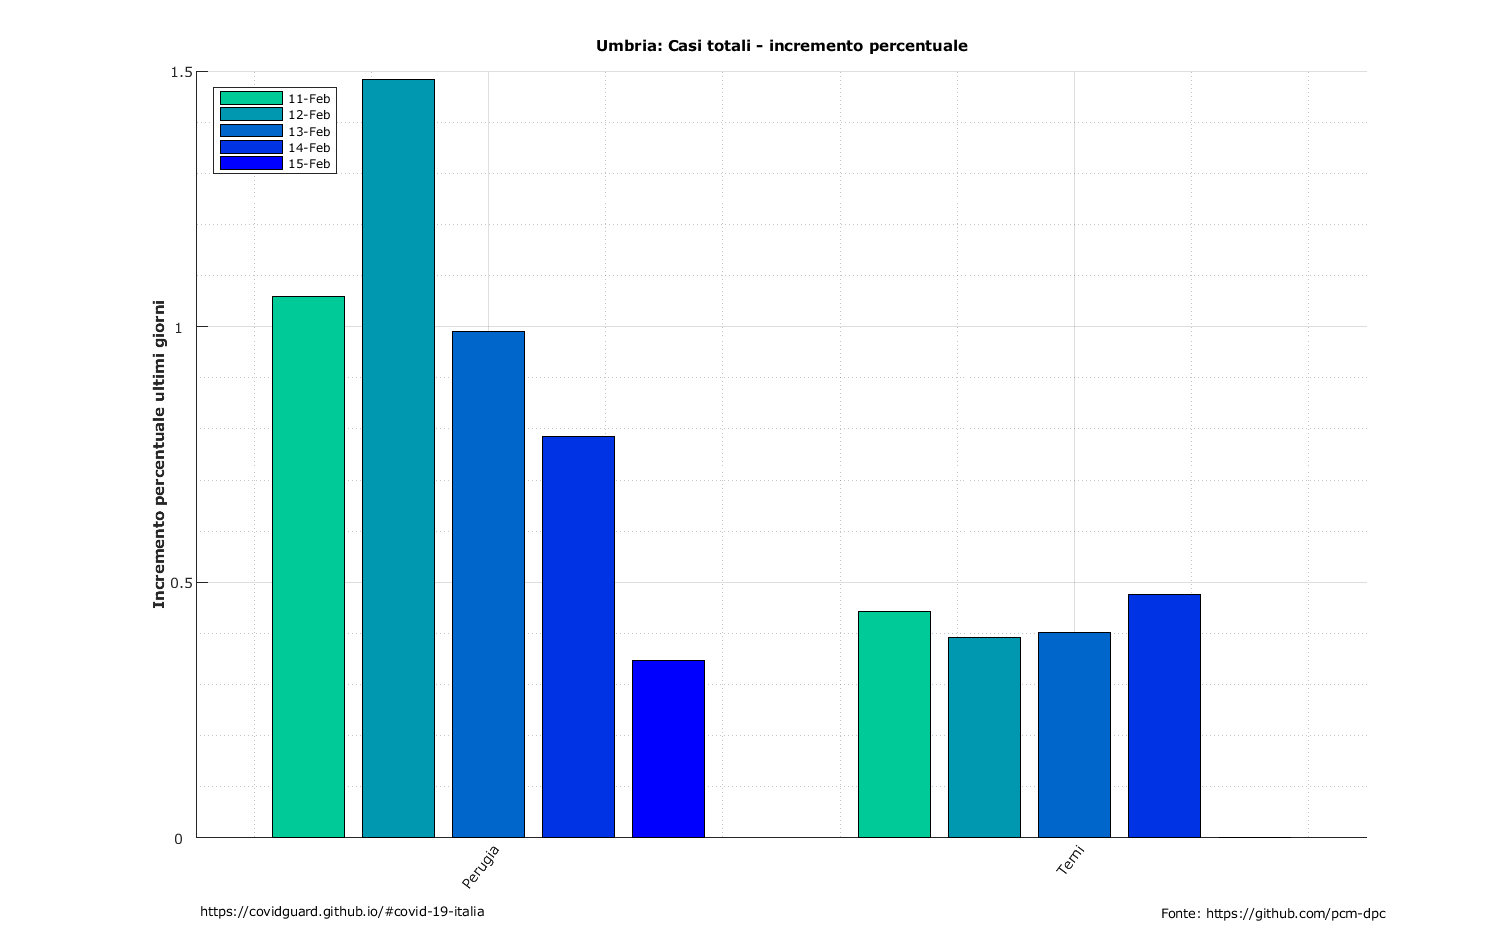 Umbria: Casi totali - incremento percentuale
1.5
1
0.5
0
Incremento percentuale ultimi giorni
11-Feb
12-Feb
13-Feb
14-Feb
15-Feb
Perugia
Terni
https://covidguard.github.io/#covid-19-italia
Fonte: https://github.com/pcm-dpc